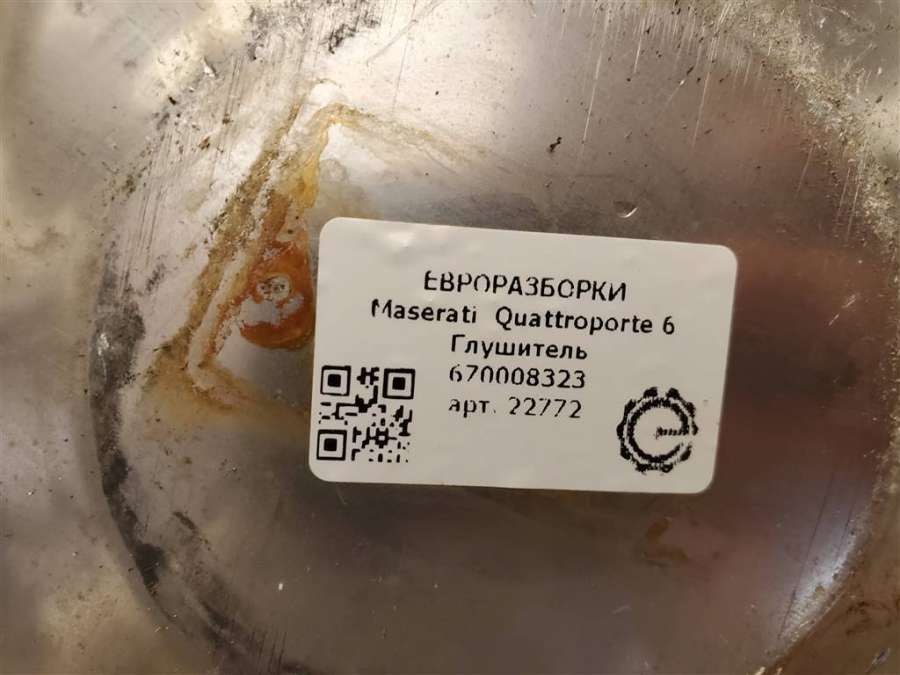 ЕВРОРАЗБОРКИ
Maserati Quattroporte 6
Глушитель
670008323
арт. 22772